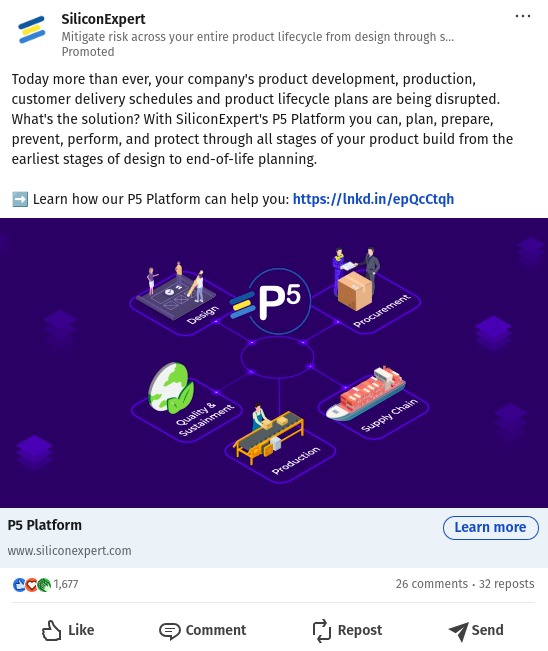 SiliconExpert
Mitigate risk across your entire product lifecycle from design through s...
Promoted
Today more than ever, your company's product development, production,
customer delivery schedules and product lifecycle plans are being disrupted.
What's the solution? With SiliconExpert's P5 Platform you can, plan, prepare,
prevent, perform, and protect through all stages of your product build from the
earliest stages of design to end-of-life planning.
➡️ Learn how our P5 Platform can help you: https://lnkd.in/epQcCtqh
P5
Design
Procurement
Quality &
Sustainment
Supply Chain
Production
P5 Platform
Learn more
www.siliconexpert.com
1,677
26 comments · 32 reposts
Like
Comment
Repost
Send